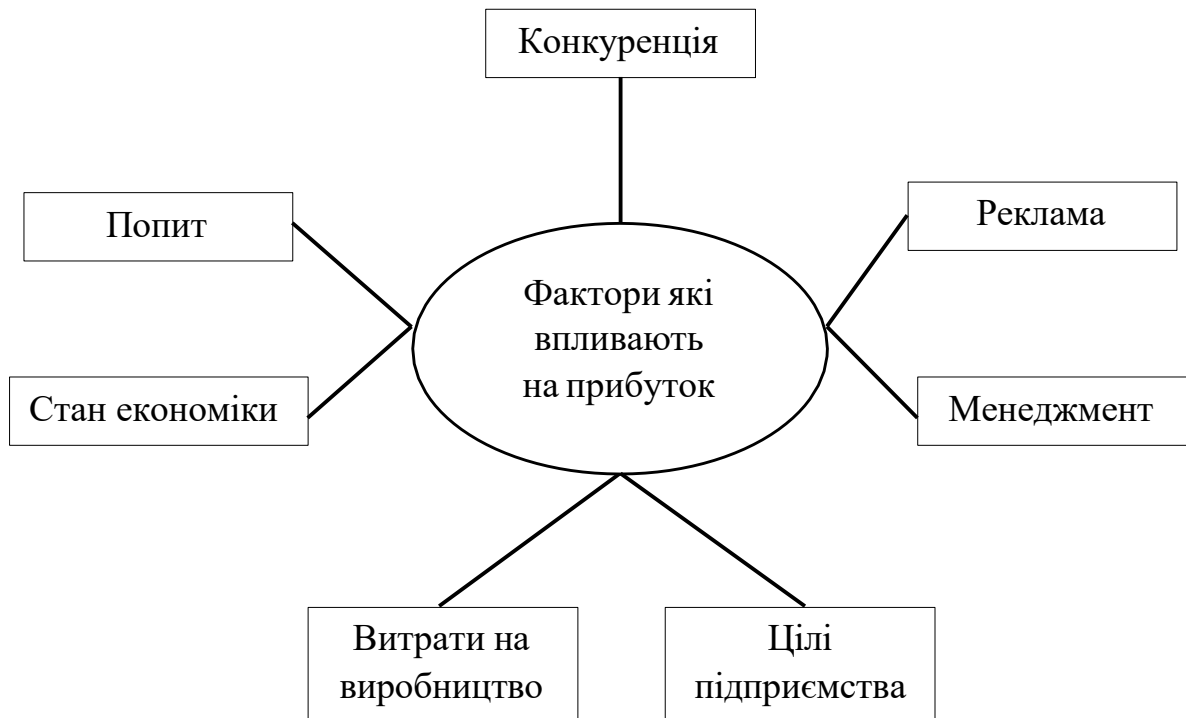 Конкуренція
Попит
Реклама
Фактори які
впливають
на прибуток
Стан економіки
Менеджмент
Витрати на
виробництво
Цілі
підприємства